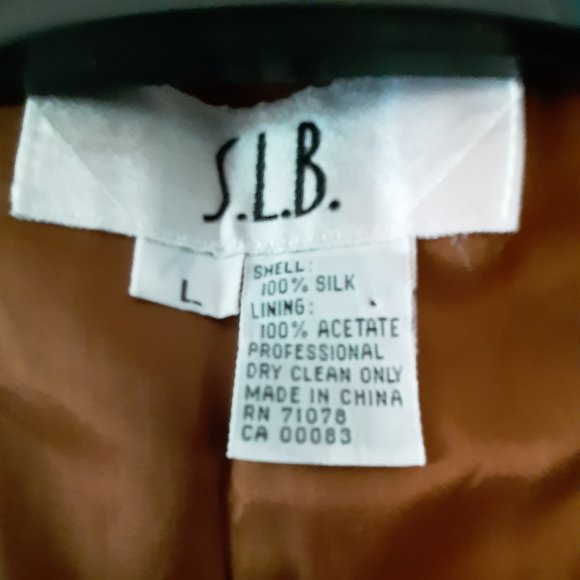 S.L.B.
L
SHELL:
100% SILK
LINING:
100% ACETATE
PROFESSIONAL
DRY CLEAN ONLY
MADE IN CHINA
RN 71078
CA 00083